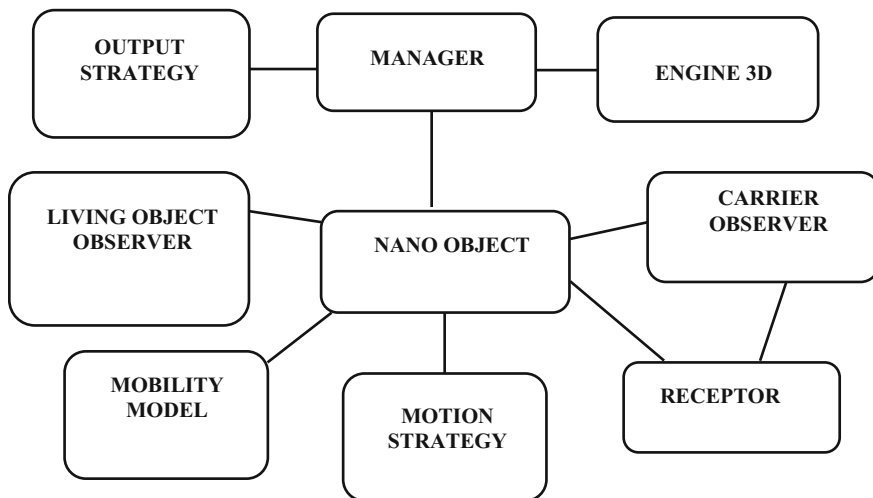 OUTPUT
STRATEGY
MANAGER
ENGINE 3D
LIVING OBJECT
OBSERVER
NANO OBJECT
CARRIER
OBSERVER
MOBILITY
MODEL
MOTION
STRATEGY
RECEPTOR